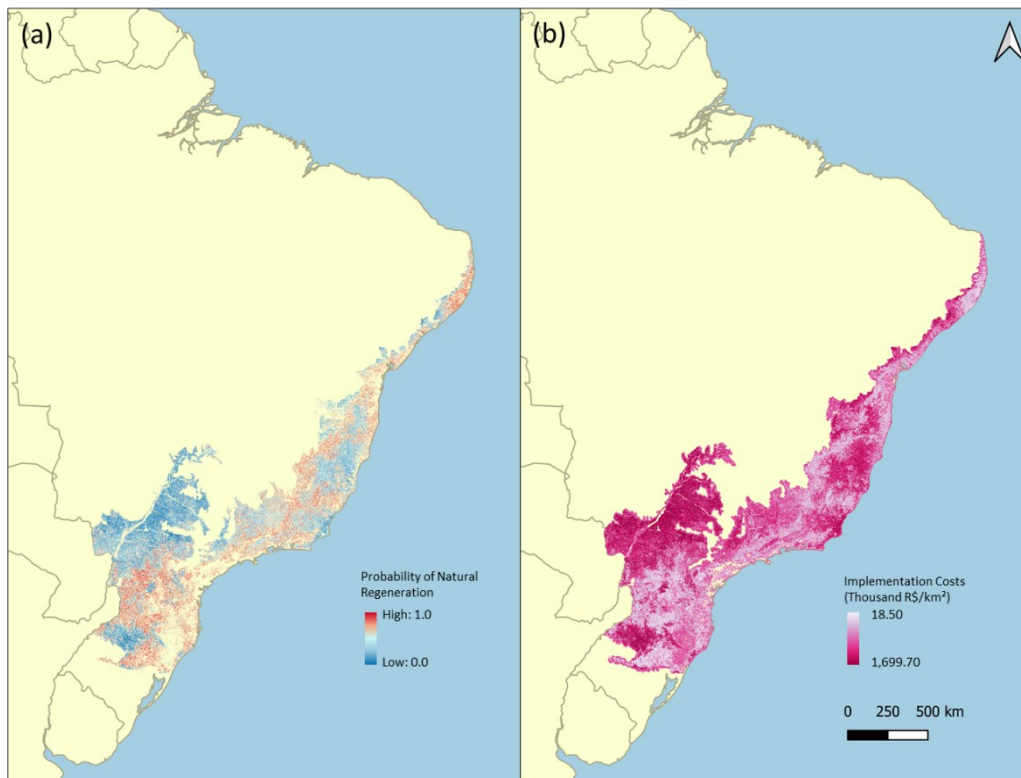 (a)
Probability of Natural
Regeneration
High: 1.0
Low: 0.0
(b)
Implementation Costs
(Thousand R$/km²)
18.50
1,699.70
0 250 500 km